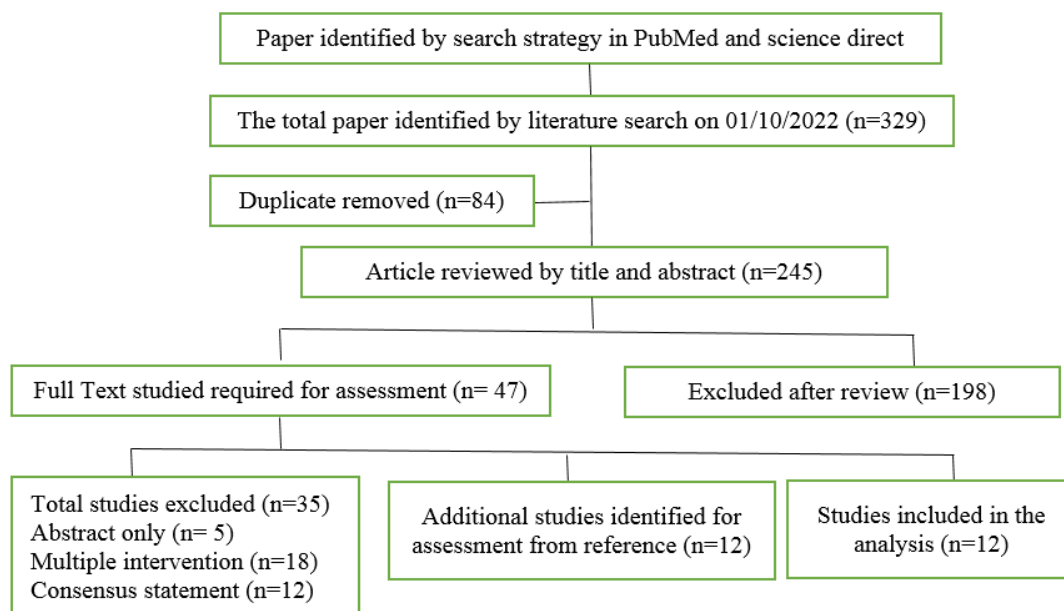 Paper identified by search strategy in PubMed and science direct
The total paper identified by literature search on 01/10/2022 (n=329)
Duplicate removed (n=84)
Article reviewed by title and abstract (n=245)
Full Text studied required for assessment (n= 47)
Excluded after review (n=198)
Total studies excluded (n=35)
Abstract only (n= 5)
Multiple intervention (n=18)
Consensus statement (n=12)
Additional studies identified for
assessment from reference (n=12)
Studies included in the
analysis (n=12)